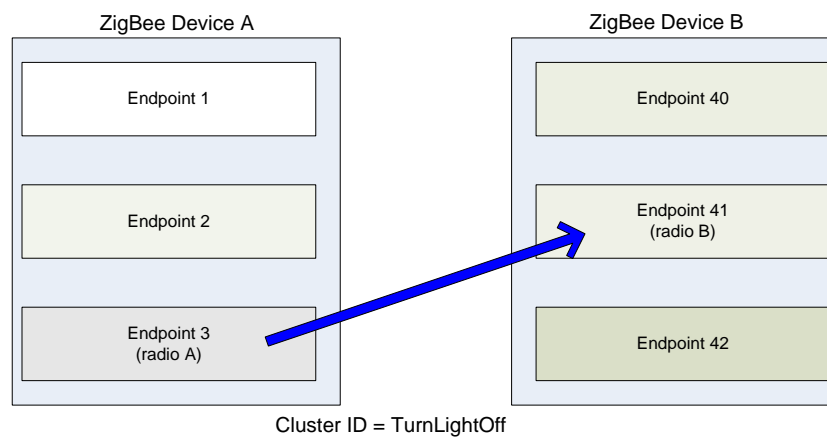 ZigBee Device A
Endpoint 1
Endpoint 2
Endpoint 3
(radio A)
ZigBee Device B
Endpoint 40
Endpoint 41
(radio B)
Endpoint 42
Cluster ID = TurnLightOff